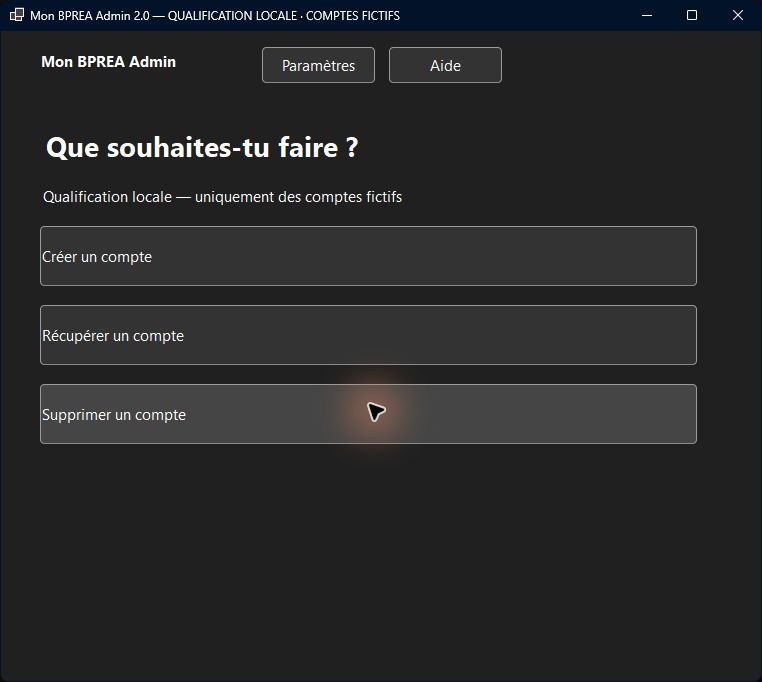 Mon BPREA Admin 2.0 — QUALIFICATION LOCALE · COMPTES FICTIFS
Mon BPREA Admin
Paramètres
Aide
Que souhaites-tu faire ?
Qualification locale — uniquement des comptes fictifs
Créer un compte
Récupérer un compte
Supprimer un compte